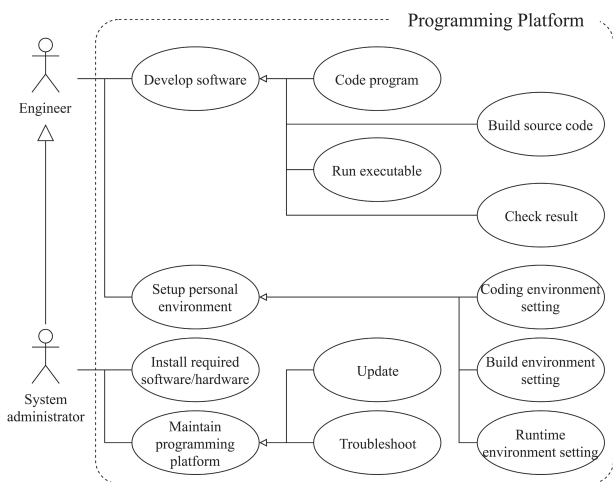 Programming Platform
Engineer
Develop software
Code program
Build source code
Run executable
Check result
Setup personal
environment
Coding environment
setting
System
administrator
Install required
software/hardware
Update
Build environment
setting
Maintain
programming
platform
Troubleshoot
Runtime
environment setting